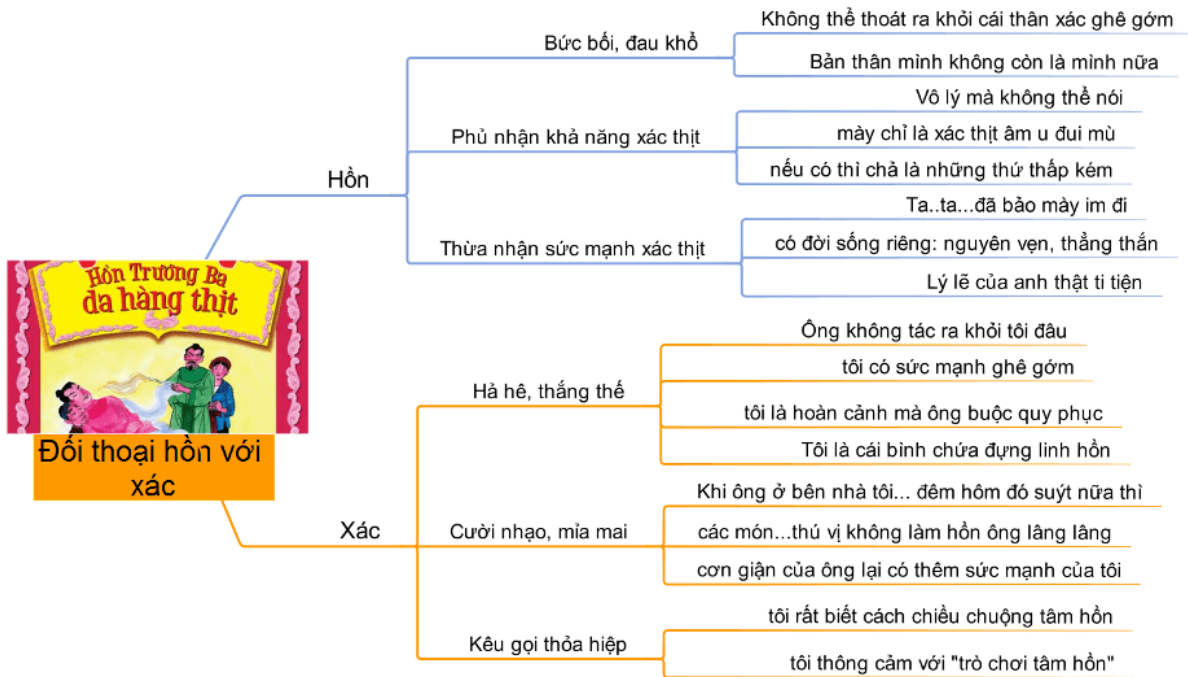 Không thể thoát ra khỏi cái thân xác ghê gớm
Bức bối, đau khổ
Bản thân mình không còn là mình nữa
Vô lý mà không thể nói
Phủ nhận khả năng xác thịt
mày chỉ là xác thịt âm u đui mù
nếu có thì chả là những thứ thấp kém
Hồn
Ta..ta...đã bảo mày im đi
Thừa nhận sức mạnh xác thịt
có đời sống riêng: nguyên vẹn, thẳng thắn
Lý lẽ của anh thật ti tiện
Hồn Trương Ba
da hàng thịt
Đối thoại hồn với
xác
Ông không tác ra khỏi tôi đâu
tôi có sức mạnh ghê gớm
Hả hê, thắng thế
tôi là hoàn cảnh mà ông buộc quy phục
Tôi là cái bình chứa đựng linh hồn
Xác
Khi ông ở bên nhà tôi... đêm hôm đó suýt nữa thì
Cười nhạo, mỉa mai
các món...thú vị không làm hồn ông lâng lâng
cơn giận của ông lại có thêm sức mạnh của tôi
tôi rất biết cách chiều chuộng tâm hồn
Kêu gọi thỏa hiệp
tôi thông cảm với "trò chơi tâm hồn"